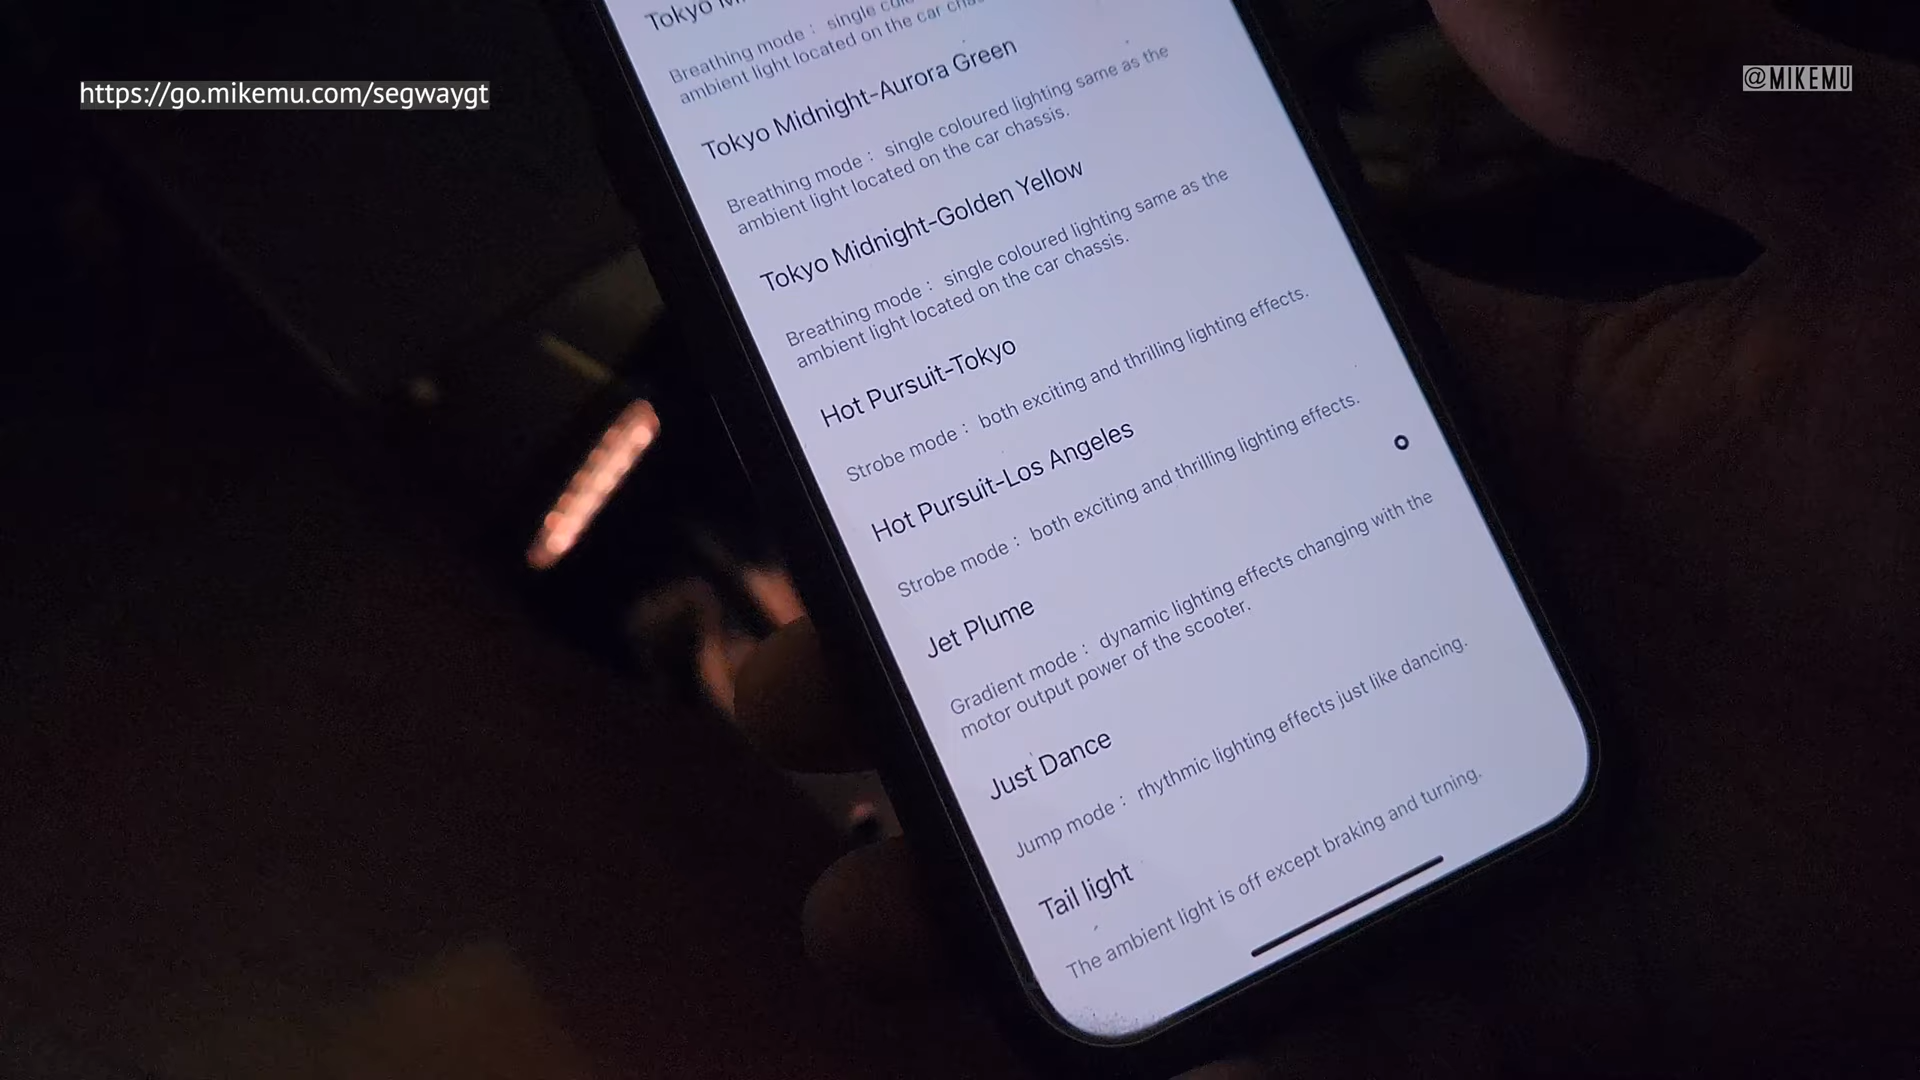 https://go.mikemu.com/segwaygt
@MIKEMU
Tokyo
Breathing mode : single
ambient light located on the car
Tokyo Midnight-Aurora Green
Breathing mode : single coloured lighting same as the
ambient light located on the car chassis.
Tokyo Midnight-Golden Yellow
Breathing mode : single coloured lighting same as the
ambient light located on the car chassis.
Hot Pursuit-Tokyo
Strobe mode : both exciting and thrilling lighting effects.
Hot Pursuit-Los Angeles
Strobe mode : both exciting and thrilling lighting effects.
Jet Plume
Gradient mode : dynamic lighting effects changing with the
motor output power of the scooter.
Just Dance
Jump mode : rhythmic lighting effects just like dancing.
Tail light
The ambient light is off except braking and turning.